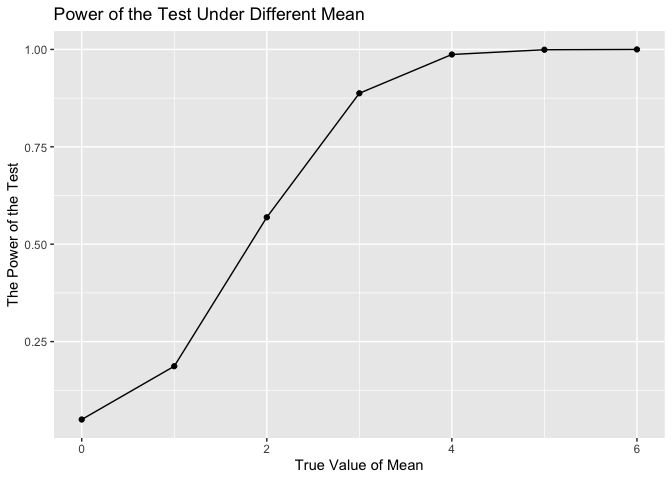 Power of the Test Under Different Mean
The Power of the Test
1.00
0.75
0.50
0.25
0 2 4 6
True Value of Mean